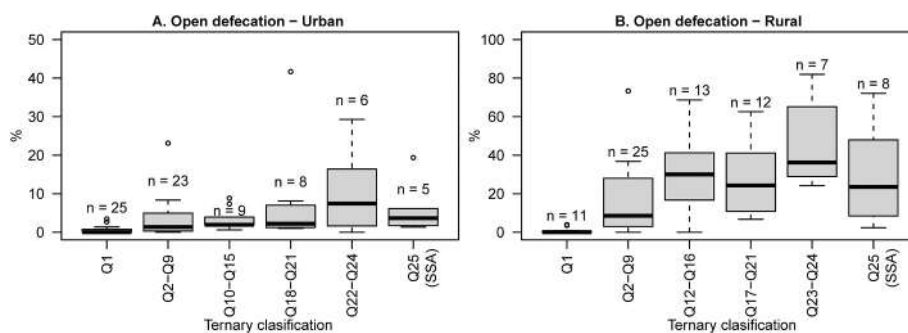 A. Open defecation – Urban
50
40
30
20
10
0
%
n = 25
n = 23
n = 9
n = 8
n = 6
n = 5
Q1
Q2–Q9
Q10–Q15
Q18–Q21
Q22–Q24
Q25
(SSA)
Ternary clasification
B. Open defecation – Rural
100
80
60
40
20
0
%
n = 11
n = 25
n = 13
n = 12
n = 7
n = 8
Q1
Q2–Q9
Q12–Q16
Q17–Q21
Q23–Q24
Q25
(SSA)
Ternary clasification